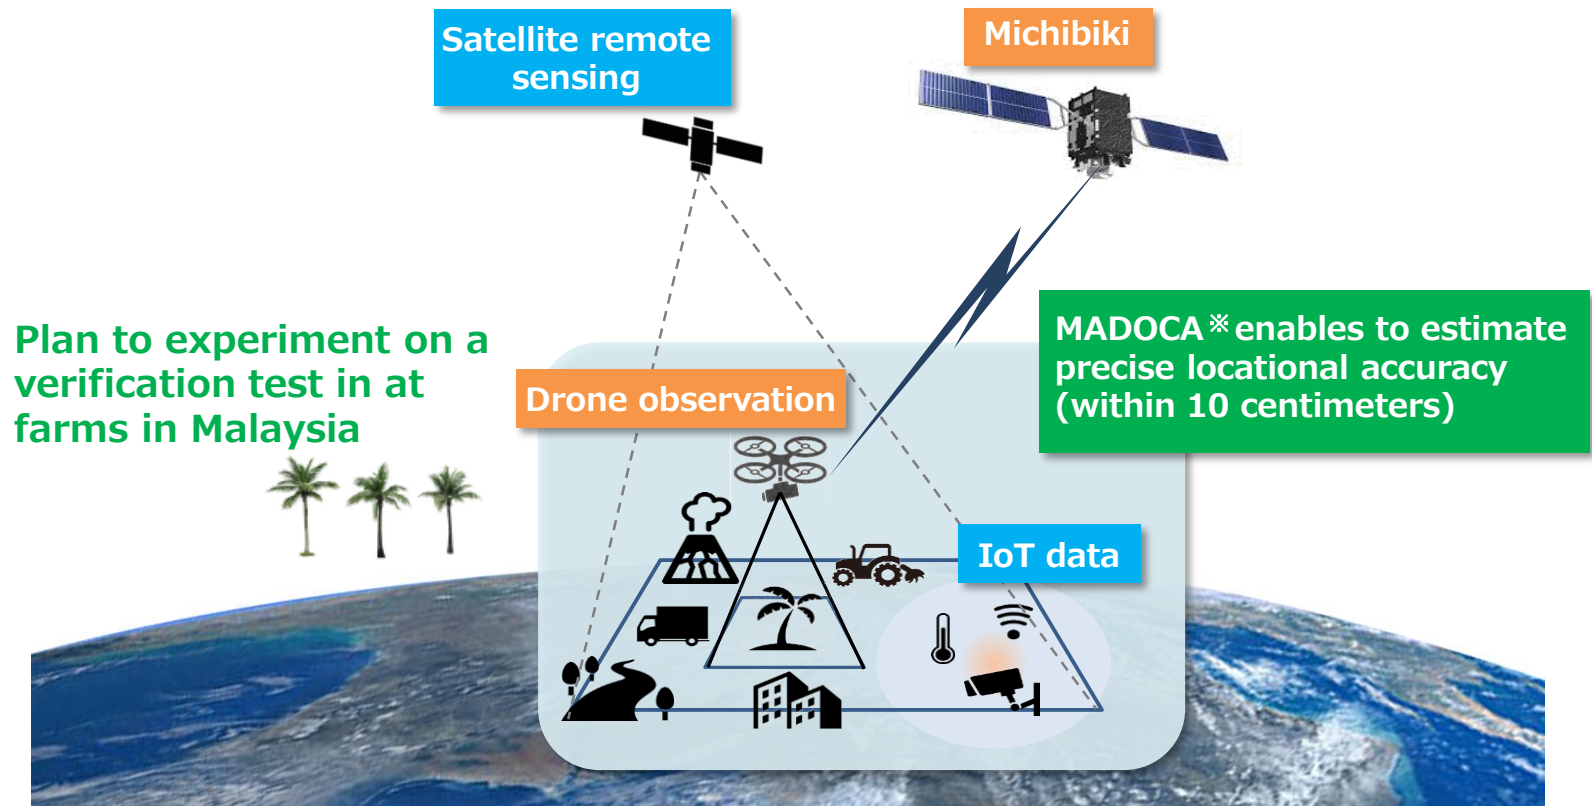 Satellite remote
sensing
Michibiki
Plan to experiment on a
verification test in at
farms in Malaysia
MADOCA※enables to estimate
precise locational accuracy
(within 10 centimeters)
Drone observation
IoT data